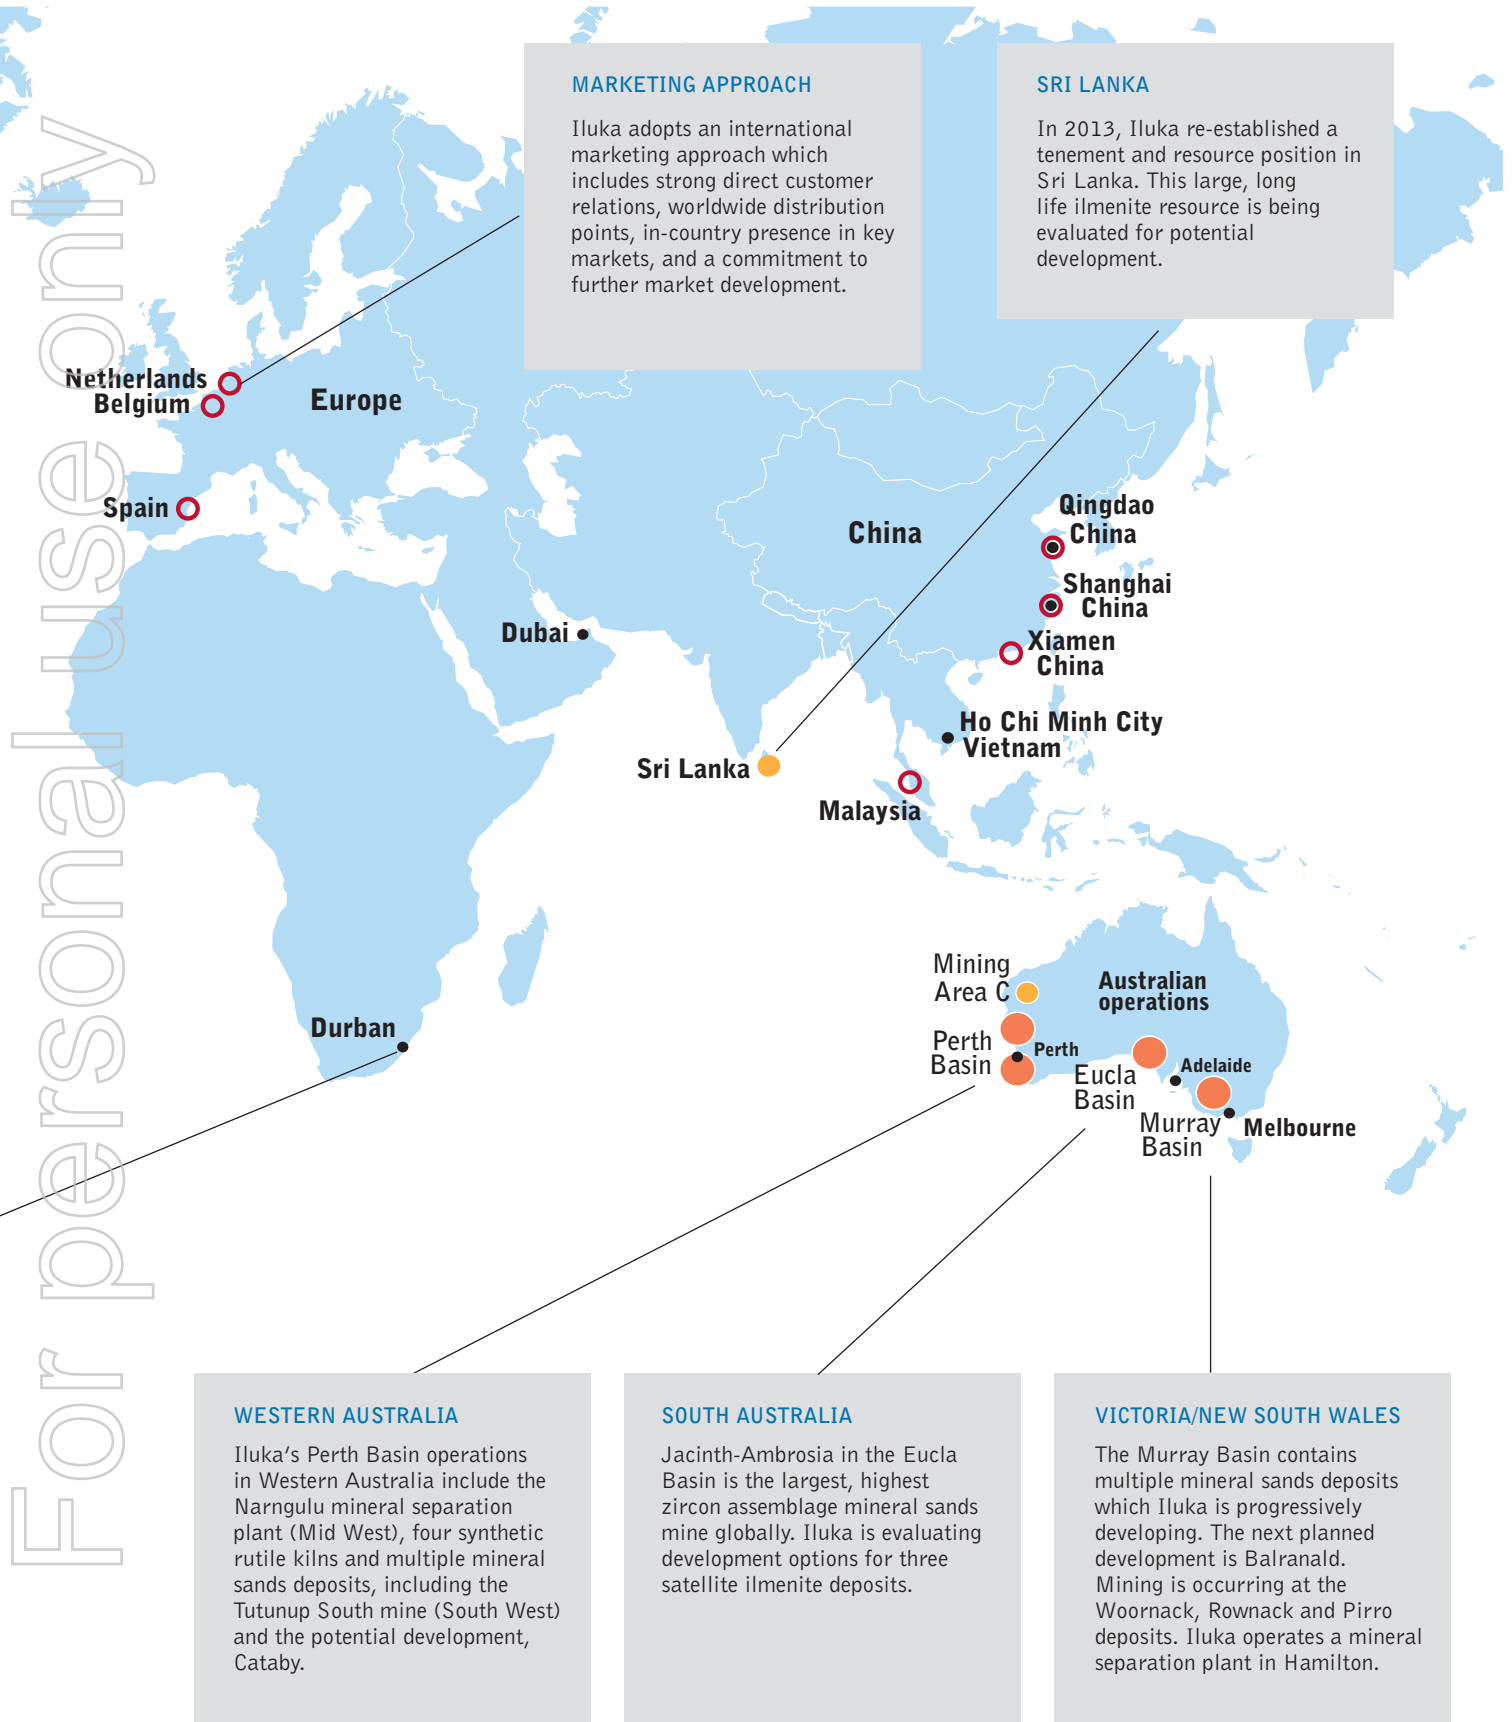 For personal use only
MARKETING APPROACH
Iluka adopts an international
marketing approach which
includes strong direct customer
relations, worldwide distribution
points, in-country presence in key
markets, and a commitment to
further market development.
SRI LANKA
In 2013, Iluka re-established a
tenement and resource position in
Sri Lanka. This large, long
life ilmenite resource is being
evaluated for potential
development.
Netherlands
Belgium
Europe
Spain
China
Qingdao
China
Shanghai
China
Xiamen
China
Dubai
Ho Chi Minh City
Vietnam
Sri Lanka
Malaysia
Durban
Mining
Area C
Australian
operations
Perth
Basin
Perth
Eucla
Basin
Adelaide
Murray
Basin
Melbourne
WESTERN AUSTRALIA
Iluka's Perth Basin operations
in Western Australia include the
Narngulu mineral separation
plant (Mid West), four synthetic
rutile kilns and multiple mineral
sands deposits, including the
Tutunup South mine (South West)
and the potential development,
Cataby.
SOUTH AUSTRALIA
Jacinth-Ambrosia in the Eucla
Basin is the largest, highest
zircon assemblage mineral sands
mine globally. Iluka is evaluating
development options for three
satellite ilmenite deposits.
VICTORIA/NEW SOUTH WALES
The Murray Basin contains
multiple mineral sands deposits
which Iluka is progressively
developing. The next planned
development is Balranald.
Mining is occurring at the
Woornack, Rownack and Pirro
deposits. Iluka operates a mineral
separation plant in Hamilton.